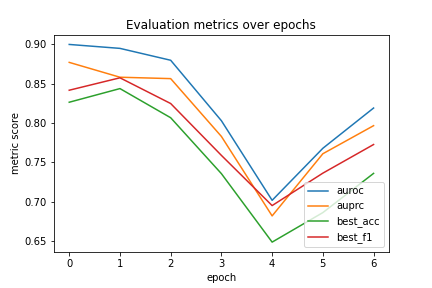 Evaluation metrics over epochs
metric score
0.90
0.85
0.80
0.75
0.70
0.65
auroc
auprc
best_acc
best_f1
0 1 2 3 4 5 6
epoch